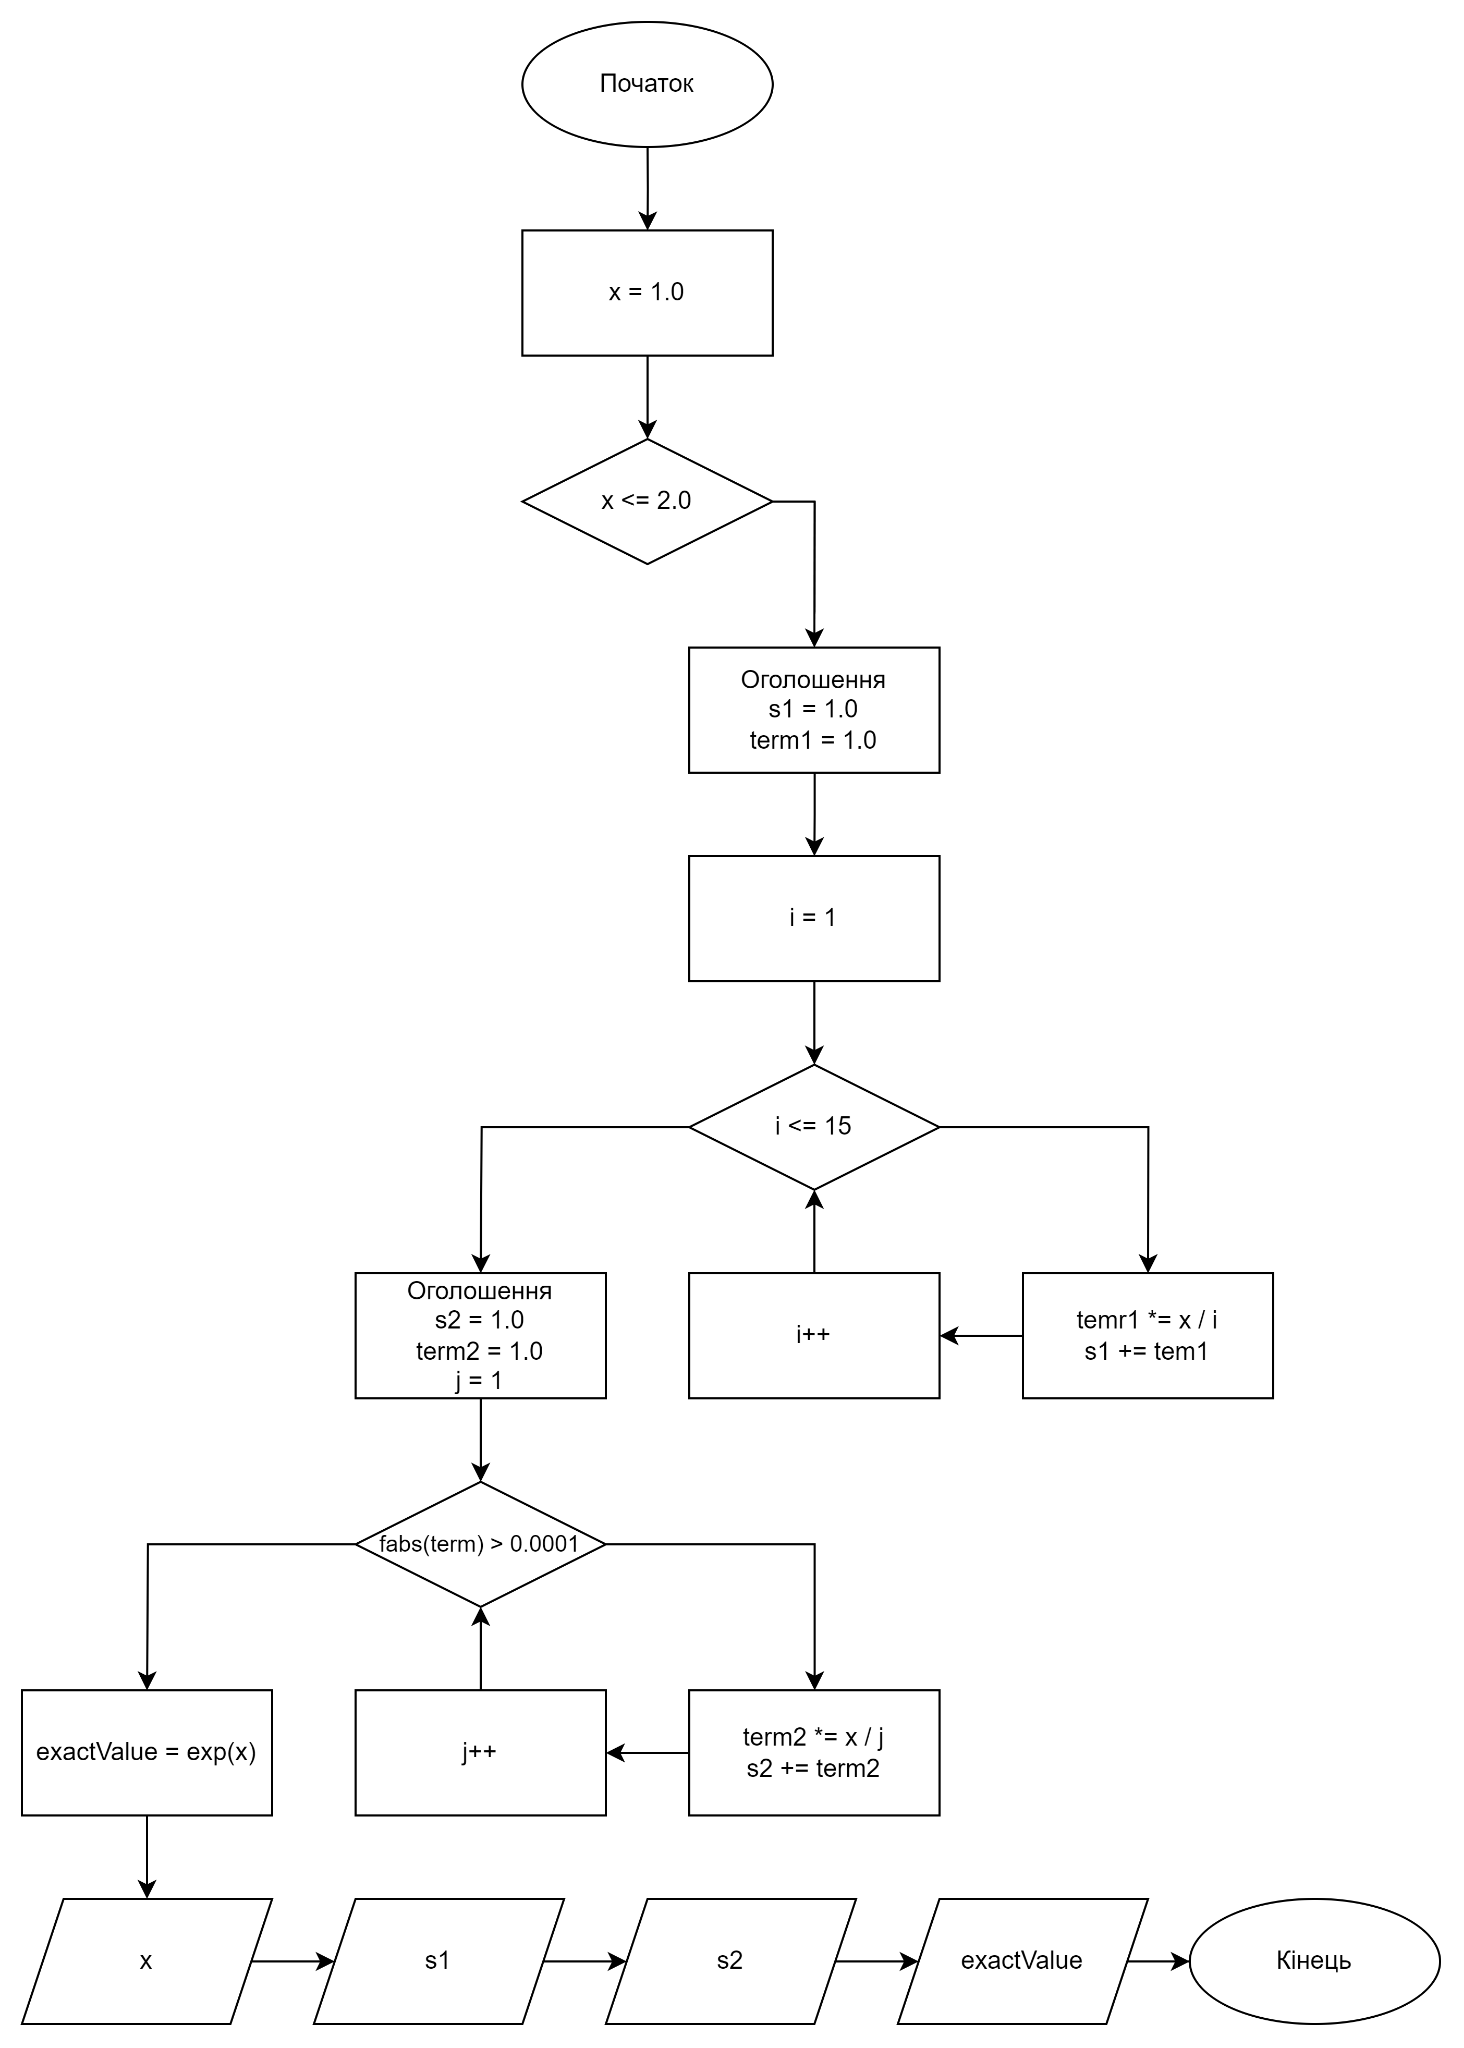 Початок
x = 1.0
x <= 2.0
Оголошення
s1 = 1.0
term1 = 1.0
i = 1
i <= 15
Оголошення
s2 = 1.0
term2 = 1.0
j = 1
i++
temr1 *= x / i
s1 += tem1
fabs(term) > 0.0001
exactValue = exp(x)
j++
term2 *= x / j
s2 += term2
x
s1
s2
exactValue
Кінець